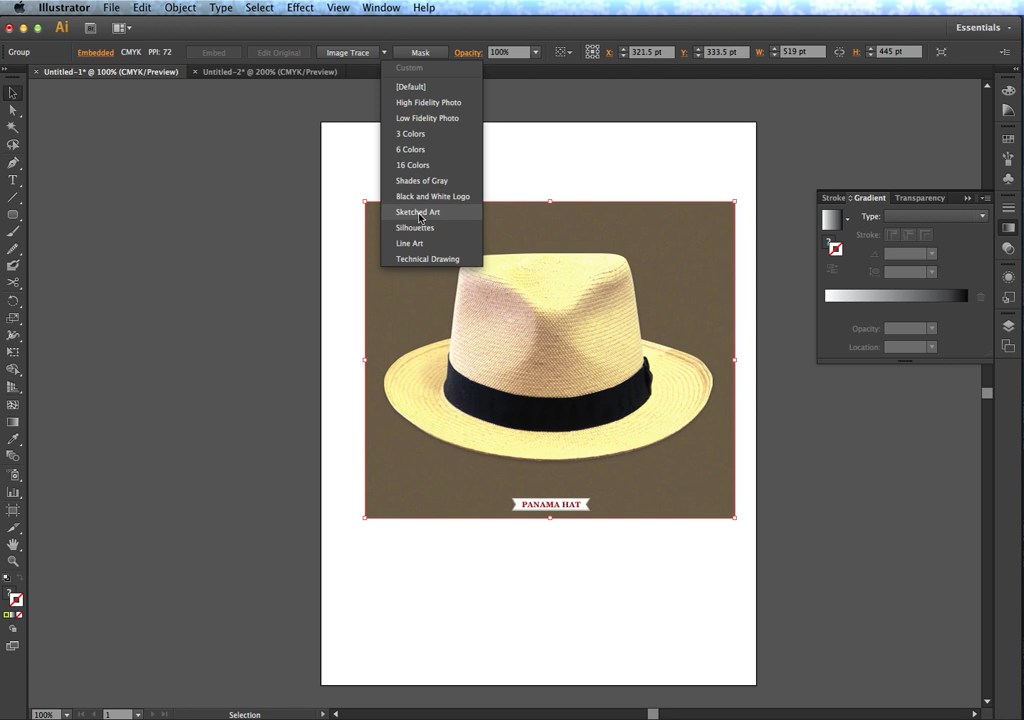 Illustrator File Edit Object Type Select Effect View Window Help
Ai Br Essentials
Group Embedded CMYK PPI: 72 Embed Edit Original Image Trace Mask Opacity: 100% X: 321.5 pt Y: 333.5 pt W: 519 pt H: 445 pt
× Untitled-1* @ 100% (CMYK/Preview) × Untitled-2* @ 200% (CMYK/Preview)
Custom
[Default]
High Fidelity Photo
Low Fidelity Photo
3 Colors
6 Colors
16 Colors
Shades of Gray
Black and White Logo
Sketched Art
Silhouettes
Line Art
Technical Drawing
Stroke Gradient Transparency
Type:
Stroke:
Opacity:
Location:
PANAMA HAT
100% 1 Selection